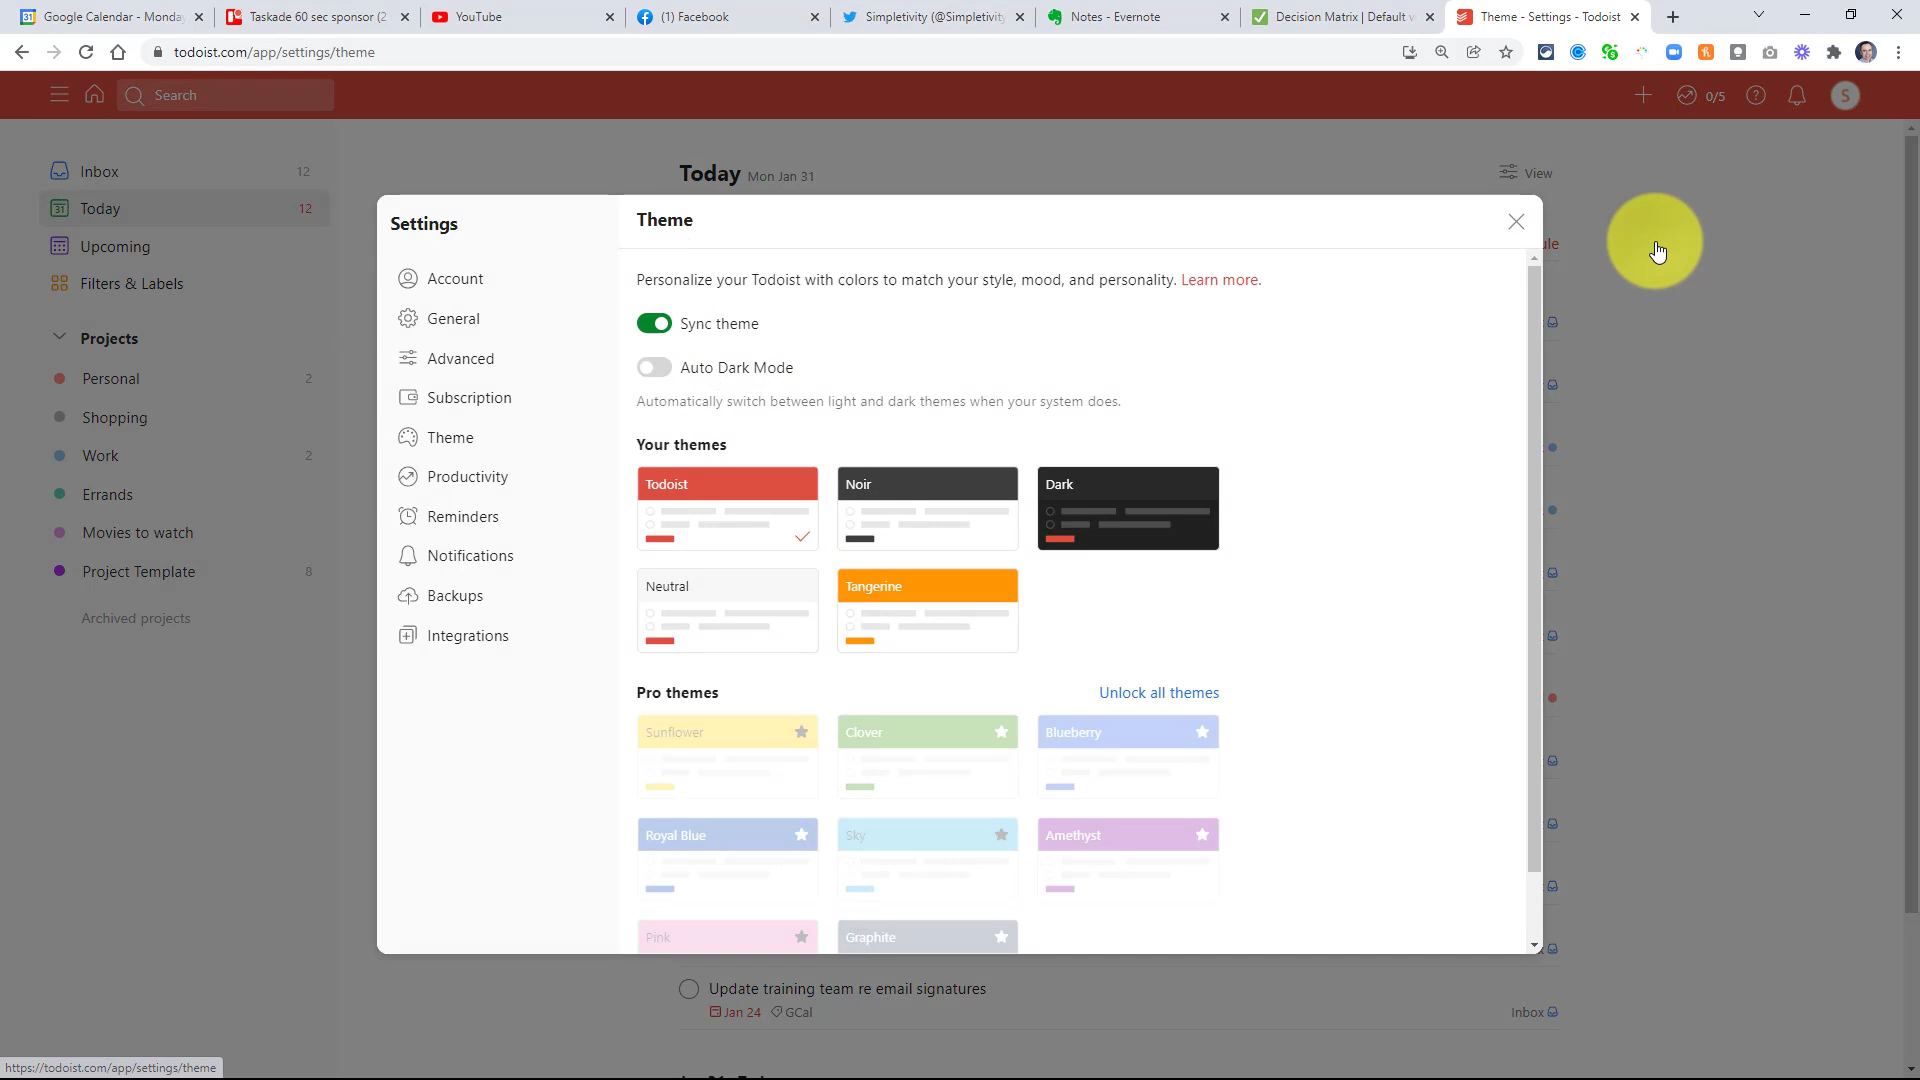 Google Calendar - Monday
Taskade 60 sec sponsor (2
YouTube
(1) Facebook
Simpletivity (@Simpletivity
Notes - Evernote
Decision Matrix | Default v
Theme - Settings - Todoist
todoist.com/app/settings/theme
Search
0/5
S
Inbox 12
Today 12
Upcoming
Filters & Labels
Projects
Personal 2
Shopping
Work 2
Errands
Movies to watch
Project Template 8
Archived projects
Today Mon Jan 31
View
Settings
Account
General
Advanced
Subscription
Theme
Productivity
Reminders
Notifications
Backups
Integrations
Theme
Personalize your Todoist with colors to match your style, mood, and personality. Learn more.
Sync theme
Auto Dark Mode
Automatically switch between light and dark themes when your system does.
Your themes
Todoist
Noir
Dark
Neutral
Tangerine
Pro themes
Unlock all themes
Sunflower
Clover
Blueberry
Royal Blue
Sky
Amethyst
Pink
Graphite
Update training team re email signatures
Jan 24 GCal
Inbox
https://todoist.com/app/settings/theme